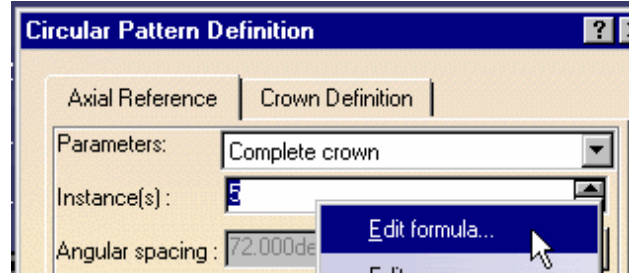 Circular Pattern Definition ?
Axial Reference Crown Definition
Parameters: Complete crown
Instance(s) : 5
Edit formula...
Angular spacing : 72.000de